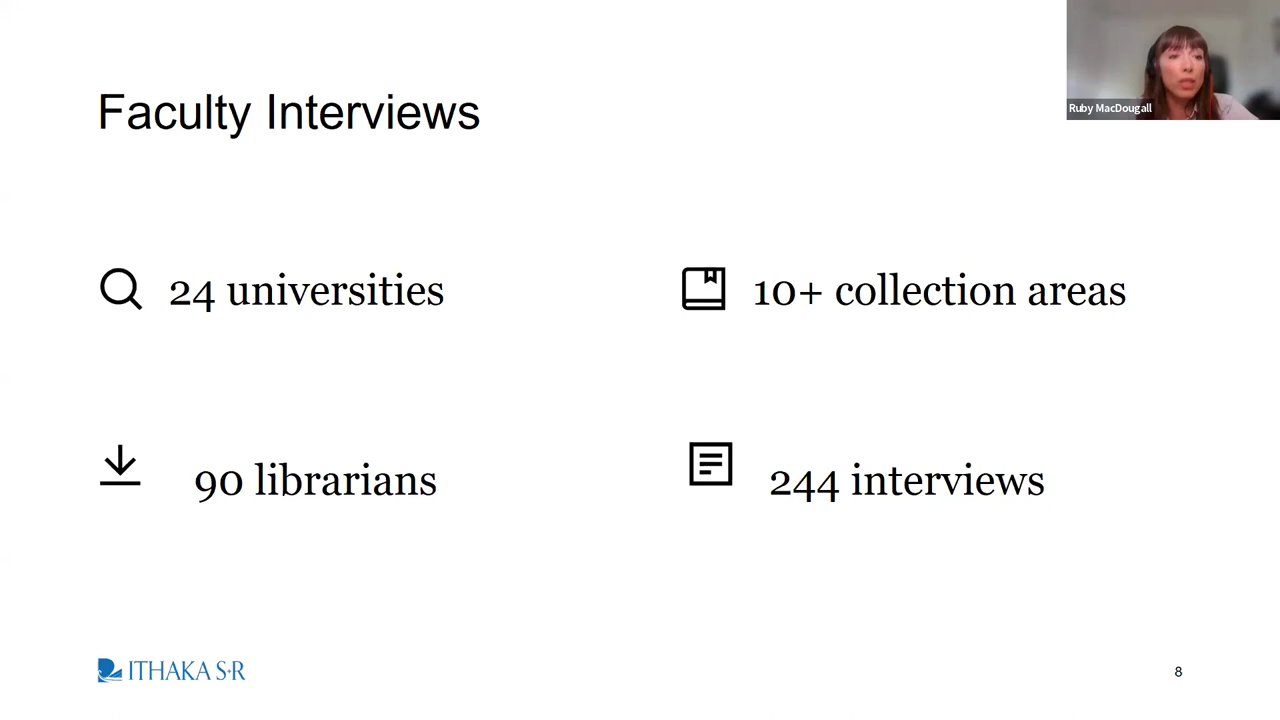 Ruby MacDougall
Faculty Interviews
24 universities
10+ collection areas
90 librarians
244 interviews
ITHAKA S+R
8